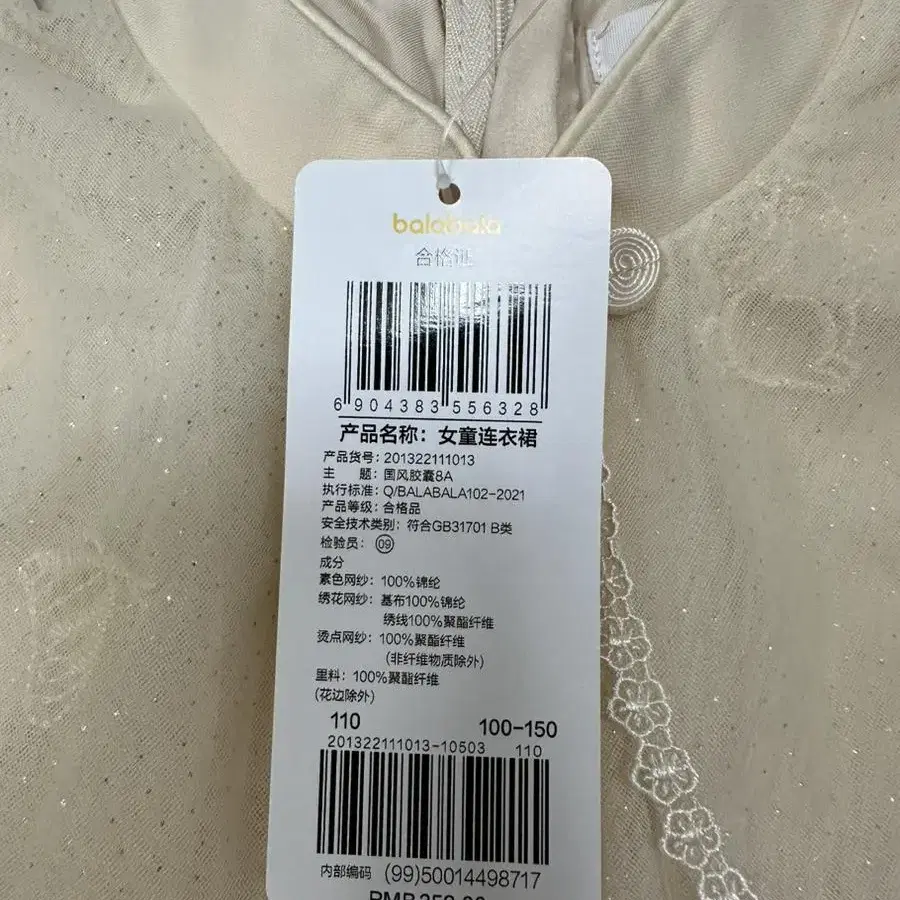 balabala
合格证
6 904383 556328
产品名称：女童连衣裙
产品货号：201322111013
主　题：国风胶囊8A
执行标准：Q/BALABALA102-2021
产品等级：合格品
安全技术类别：符合GB31701 B类
检验员：09
成分
素色网纱：100%锦纶
绣花网纱：基布100%锦纶
绣线100%聚酯纤维
烫点网纱：100%聚酯纤维
(非纤维物质除外)
里料：100%聚酯纤维
(花边除外)
110 100-150
201322111013-10503 110
内部编码 (99)50014498717
RMB